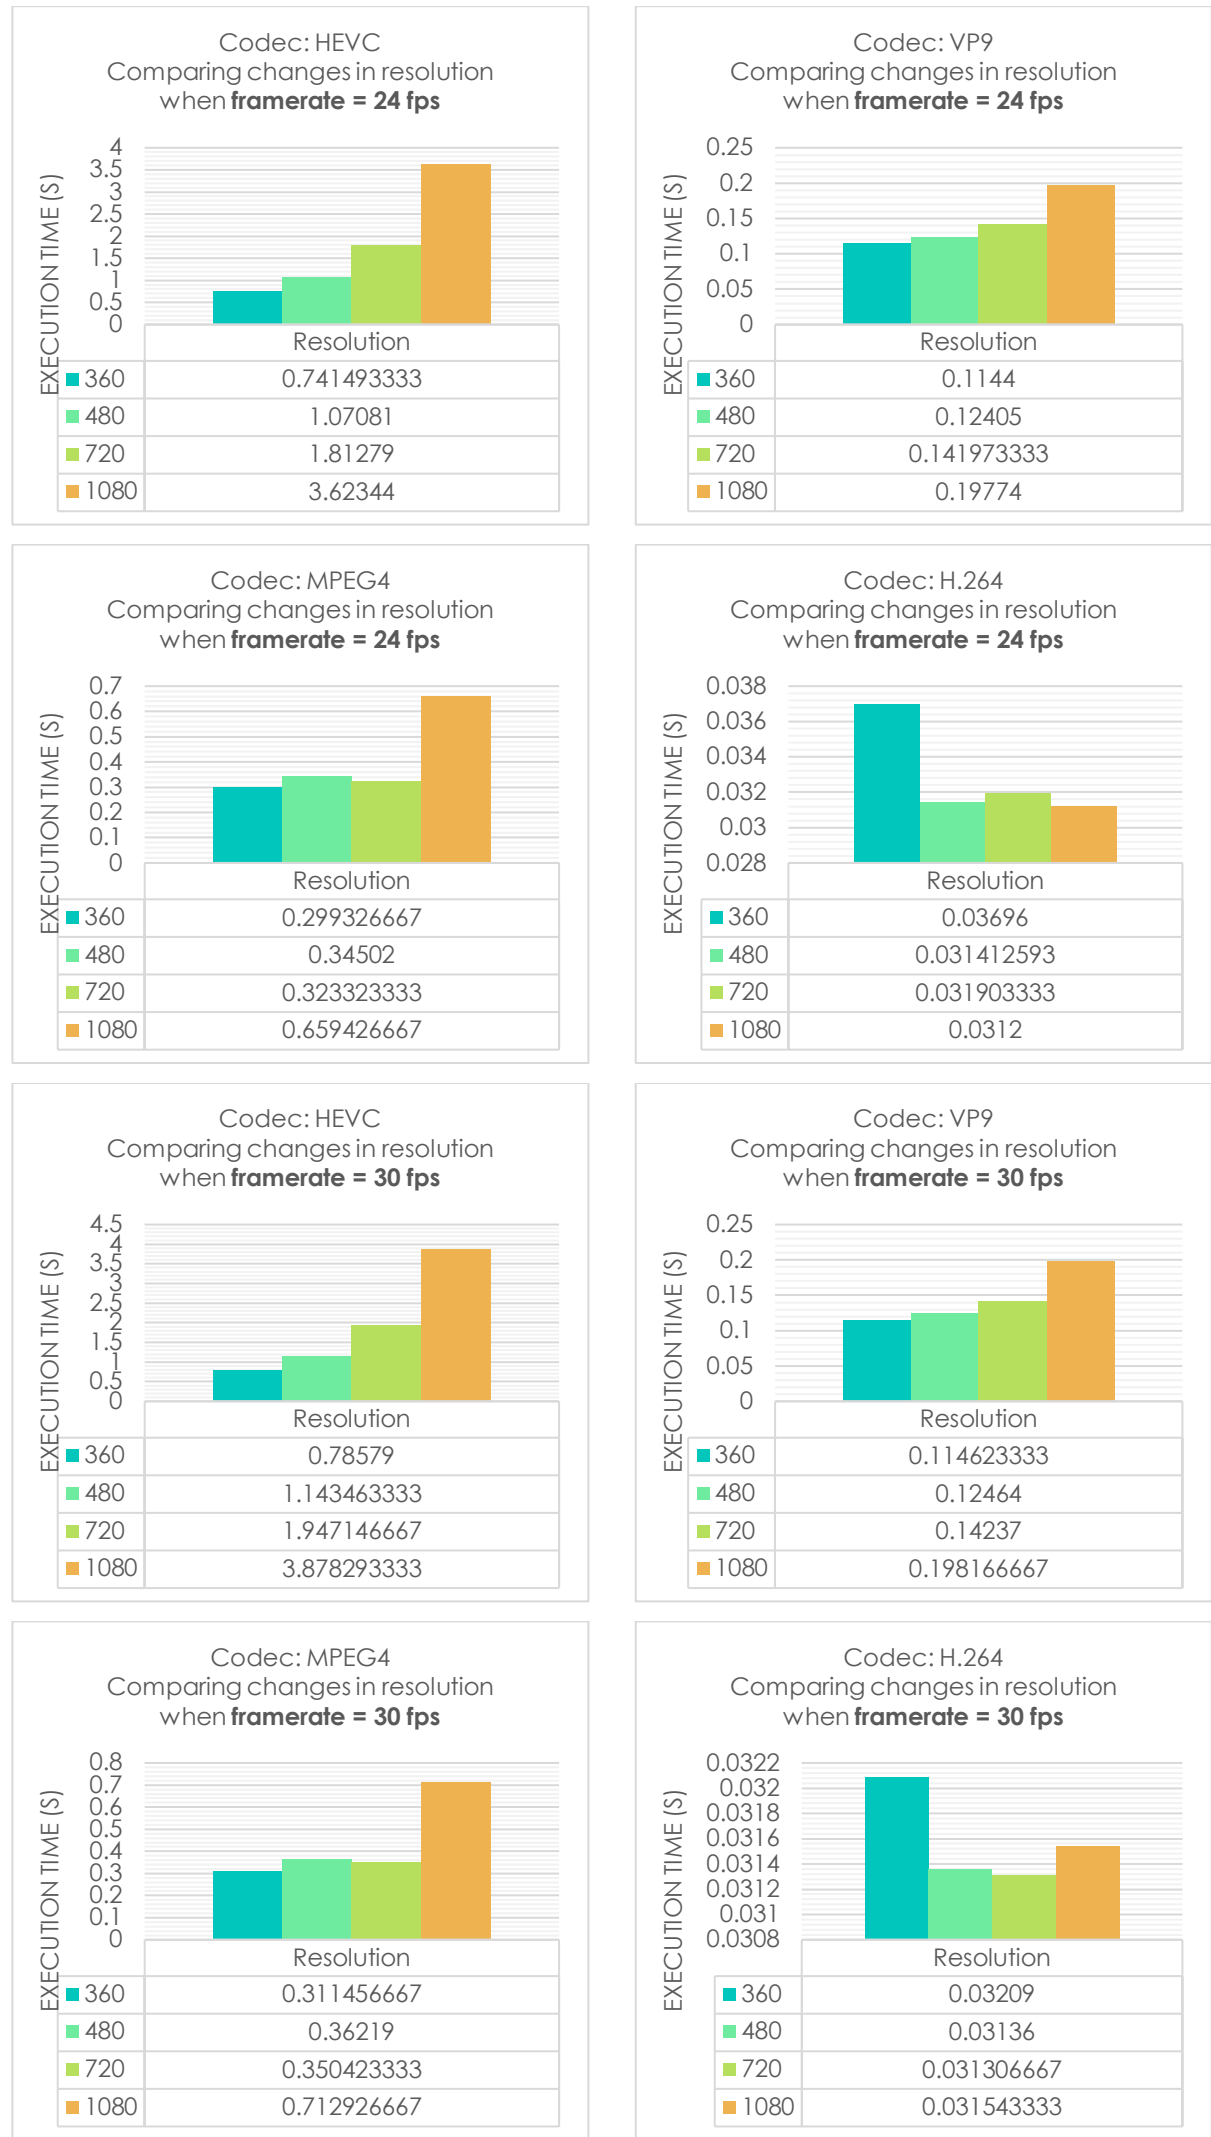 Codec: HEVC
Comparing changes in resolution
when framerate = 24 fps
EXECUTION TIME (S)
4
3.5
3
2.5
2
1.5
1
0.5
0
Resolution
360 0.741493333
480 1.07081
720 1.81279
1080 3.62344
Codec: VP9
Comparing changes in resolution
when framerate = 24 fps
EXECUTION TIME (S)
0.25
0.2
0.15
0.1
0.05
0
Resolution
360 0.1144
480 0.12405
720 0.141973333
1080 0.19774
Codec: MPEG4
Comparing changes in resolution
when framerate = 24 fps
EXECUTION TIME (S)
0.7
0.6
0.5
0.4
0.3
0.2
0.1
0
Resolution
360 0.299326667
480 0.34502
720 0.323323333
1080 0.659426667
Codec: H.264
Comparing changes in resolution
when framerate = 24 fps
EXECUTION TIME (S)
0.038
0.036
0.034
0.032
0.03
0.028
Resolution
360 0.03696
480 0.031412593
720 0.031903333
1080 0.0312
Codec: HEVC
Comparing changes in resolution
when framerate = 30 fps
EXECUTION TIME (S)
4.5
4
3.5
3
2.5
2
1.5
1
0.5
0
Resolution
360 0.78579
480 1.143463333
720 1.947146667
1080 3.878293333
Codec: VP9
Comparing changes in resolution
when framerate = 30 fps
EXECUTION TIME (S)
0.25
0.2
0.15
0.1
0.05
0
Resolution
360 0.114623333
480 0.12464
720 0.14237
1080 0.198166667
Codec: MPEG4
Comparing changes in resolution
when framerate = 30 fps
EXECUTION TIME (S)
0.8
0.7
0.6
0.5
0.4
0.3
0.2
0.1
0
Resolution
360 0.311456667
480 0.36219
720 0.350423333
1080 0.712926667
Codec: H.264
Comparing changes in resolution
when framerate = 30 fps
EXECUTION TIME (S)
0.0322
0.032
0.0318
0.0316
0.0314
0.0312
0.031
0.0308
Resolution
360 0.03209
480 0.03136
720 0.031306667
1080 0.031543333